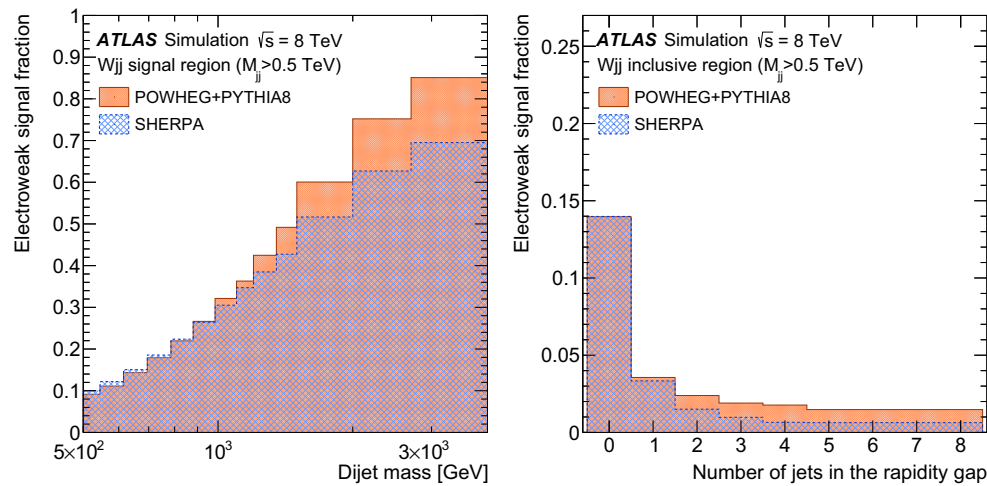 Electroweak signal fraction
1
0.9
0.8
0.7
0.6
0.5
0.4
0.3
0.2
0.1
0
ATLAS Simulation √s = 8 TeV
Wjj signal region (M_jj>0.5 TeV)
POWHEG+PYTHIA8
SHERPA
5×10² 10³ 3×10³
Dijet mass [GeV]
Electroweak signal fraction
0.25
0.2
0.15
0.1
0.05
0
ATLAS Simulation √s = 8 TeV
Wjj inclusive region (M_jj>0.5 TeV)
POWHEG+PYTHIA8
SHERPA
0 1 2 3 4 5 6 7 8
Number of jets in the rapidity gap